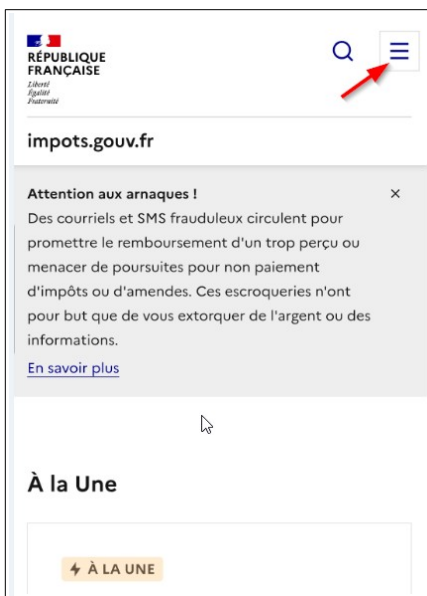 RÉPUBLIQUE
FRANÇAISE
Liberté
Égalité
Fraternité
impots.gouv.fr
Attention aux arnaques !
Des courriels et SMS frauduleux circulent pour
promettre le remboursement d'un trop perçu ou
menacer de poursuites pour non paiement
d'impôts ou d'amendes. Ces escroqueries n'ont
pour but que de vous extorquer de l'argent ou des
informations.
En savoir plus
À la Une
À LA UNE